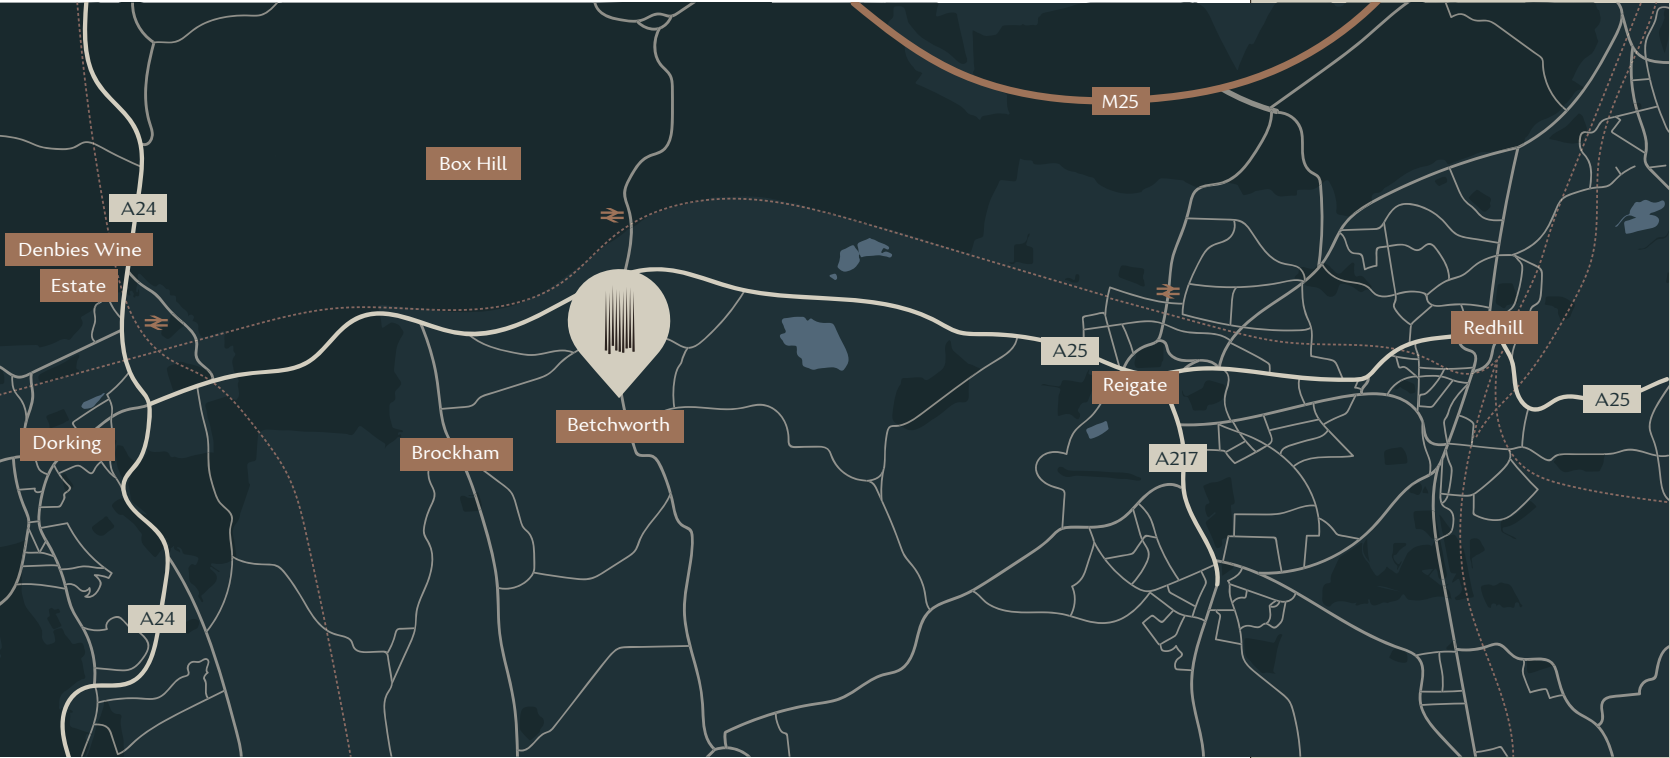 M25
Box Hill
A24
Denbies Wine
Estate
Redhill
A25
Reigate
A25
Betchworth
Dorking
Brockham
A217
A24